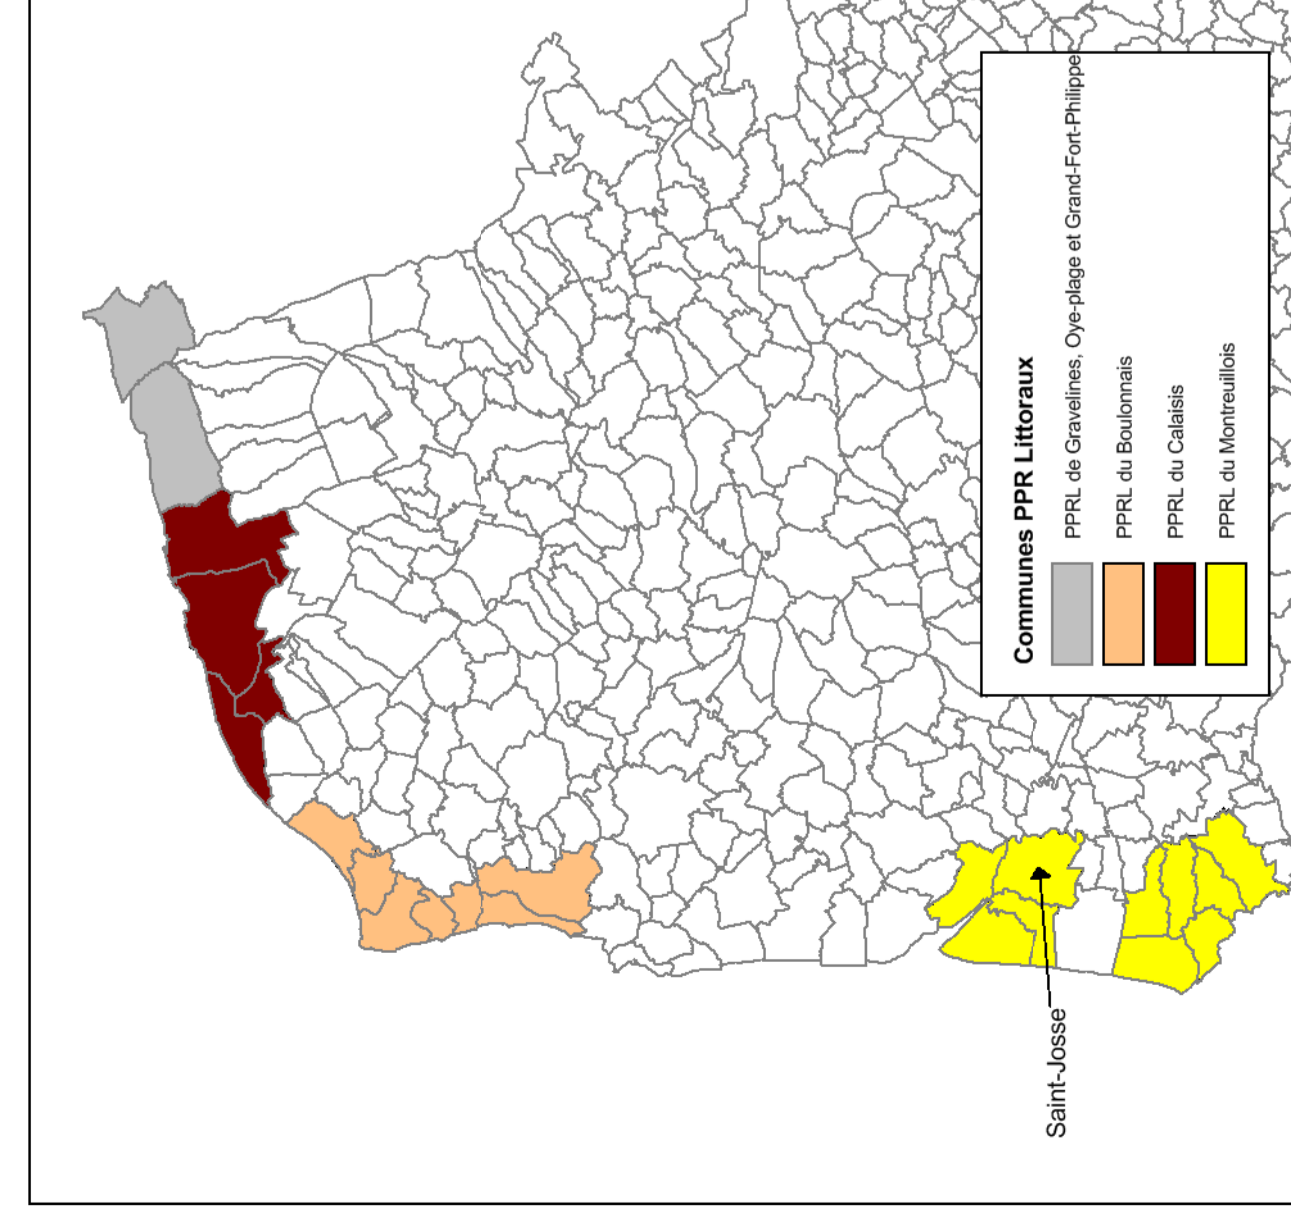 Communes PPR Littoraux
PPRL de Gravelines, Oye-plage et Grand-Fort-Philippe
PPRL du Boulonnais
PPRL du Calaisis
PPRL du Montreuillois
Saint-Josse